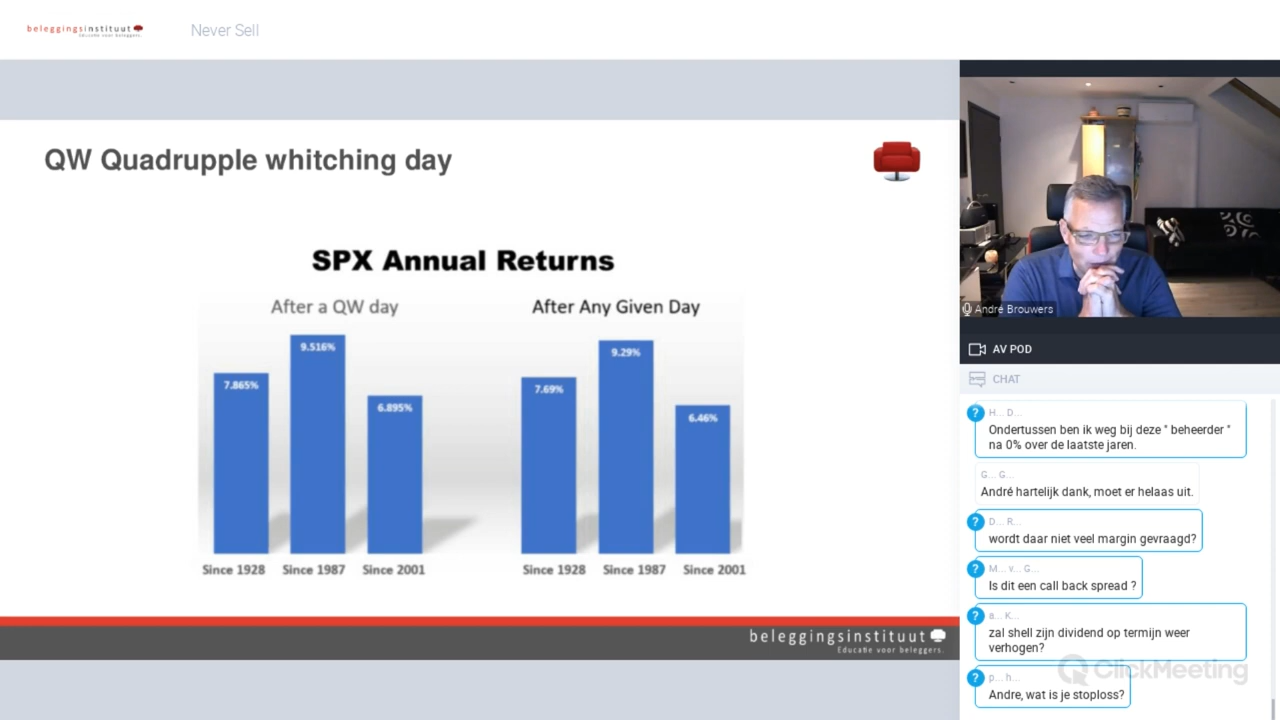 beleggingsinstituut
Educatie voor beleggers.
Never Sell
QW Quadrupple whitching day
SPX Annual Returns
After a QW day
After Any Given Day
7.865%
9.516%
6.895%
7.69%
9.29%
6.46%
Since 1928
Since 1987
Since 2001
Since 1928
Since 1987
Since 2001
beleggingsinstituut
Educatie voor beleggers.
André Brouwers
AV POD
CHAT
? H... D...
Ondertussen ben ik weg bij deze " beheerder "
na 0% over de laatste jaren.
G... G...
André hartelijk dank, moet er helaas uit.
? D... R...
wordt daar niet veel margin gevraagd?
? M... v... G...
Is dit een call back spread ?
? a... K...
zal shell zijn dividend op termijn weer
verhogen?
ClickMeeting
? p... h...
Andre, wat is je stoploss?